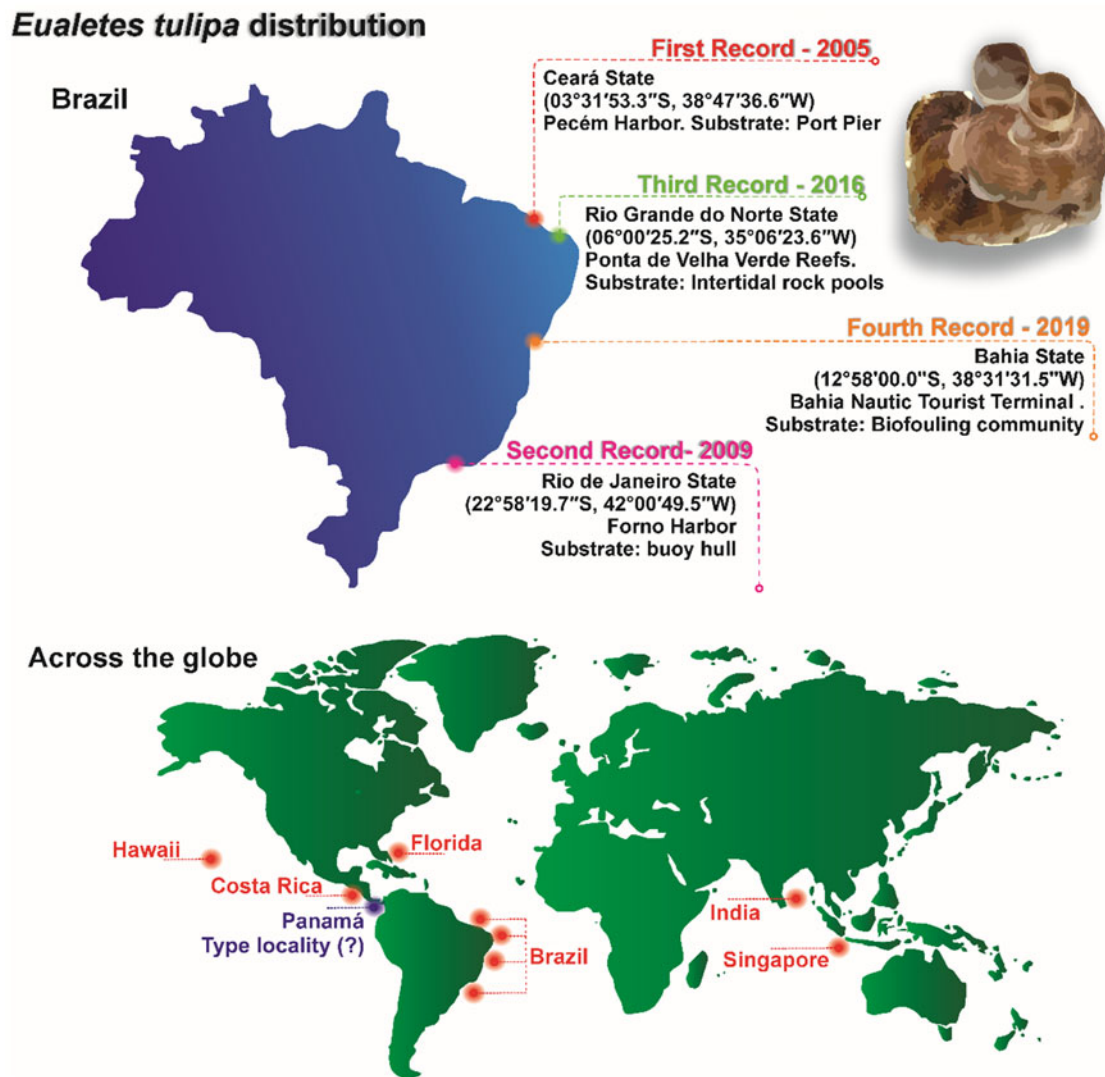 Eualetes tulipa distribution
Brazil
First Record - 2005
Ceará State
(03°31′53.3″S, 38°47′36.6″W)
Pecém Harbor. Substrate: Port Pier
Third Record - 2016
Rio Grande do Norte State
(06°00′25.2″S, 35°06′23.6″W)
Ponta de Velha Verde Reefs.
Substrate: Intertidal rock pools
Fourth Record - 2019
Bahia State
(12°58′00.0"S, 38°31′31.5"W)
Bahia Nautic Tourist Terminal .
Substrate: Biofouling community
Second Record- 2009
Rio de Janeiro State
(22°58′19.7″S, 42°00′49.5″W)
Forno Harbor
Substrate: buoy hull
Across the globe
Hawaii
Florida
Costa Rica
Panamá
Type locality (?)
Brazil
India
Singapore